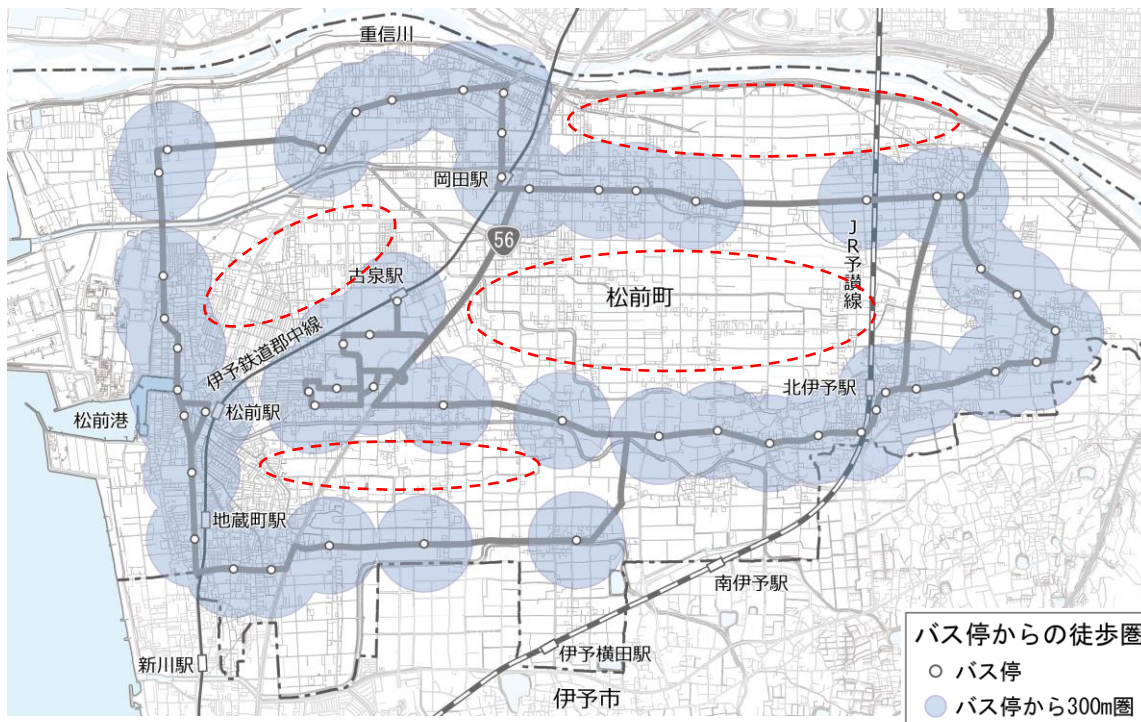 重信川
岡田駅
56
JR予讃線
古泉駅
松前町
伊予鉄道郡中線
北伊予駅
松前港
松前駅
地蔵町駅
南伊予駅
新川駅
伊予横田駅
伊予市
バス停からの徒歩圏
バス停
バス停から300m圏